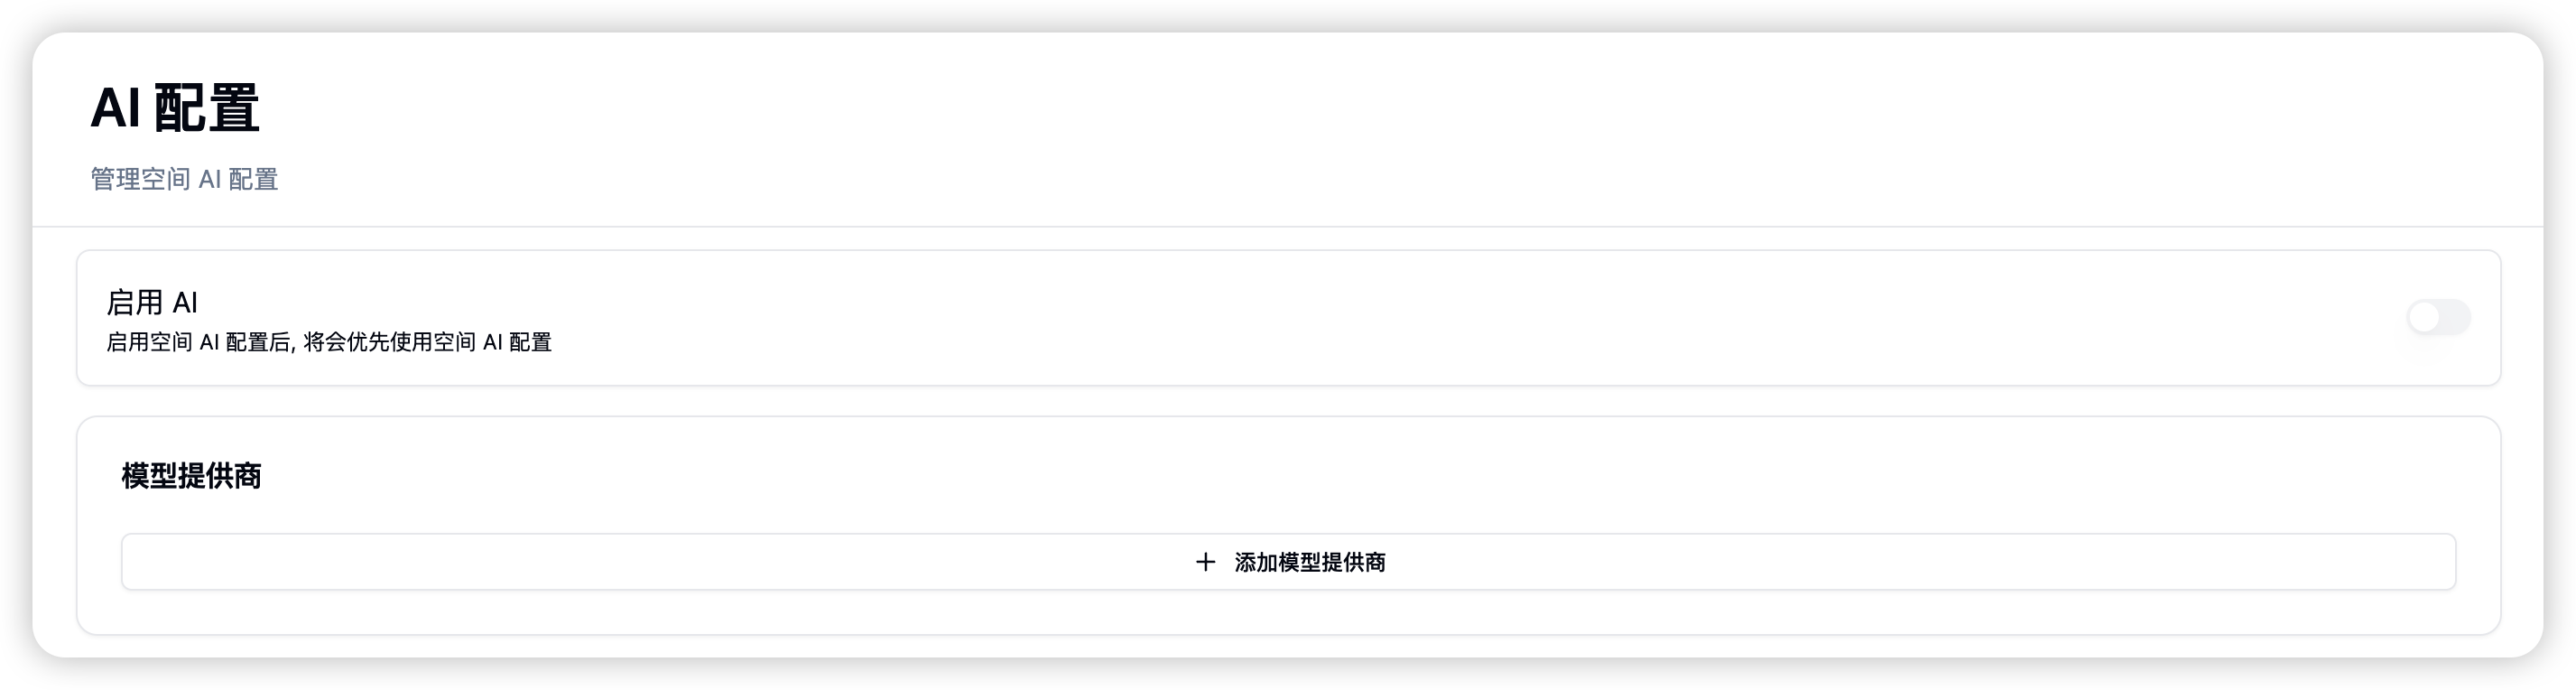 AI 配置
管理空间 AI 配置
启用 AI
启用空间 AI 配置后, 将会优先使用空间 AI 配置
模型提供商
+ 添加模型提供商